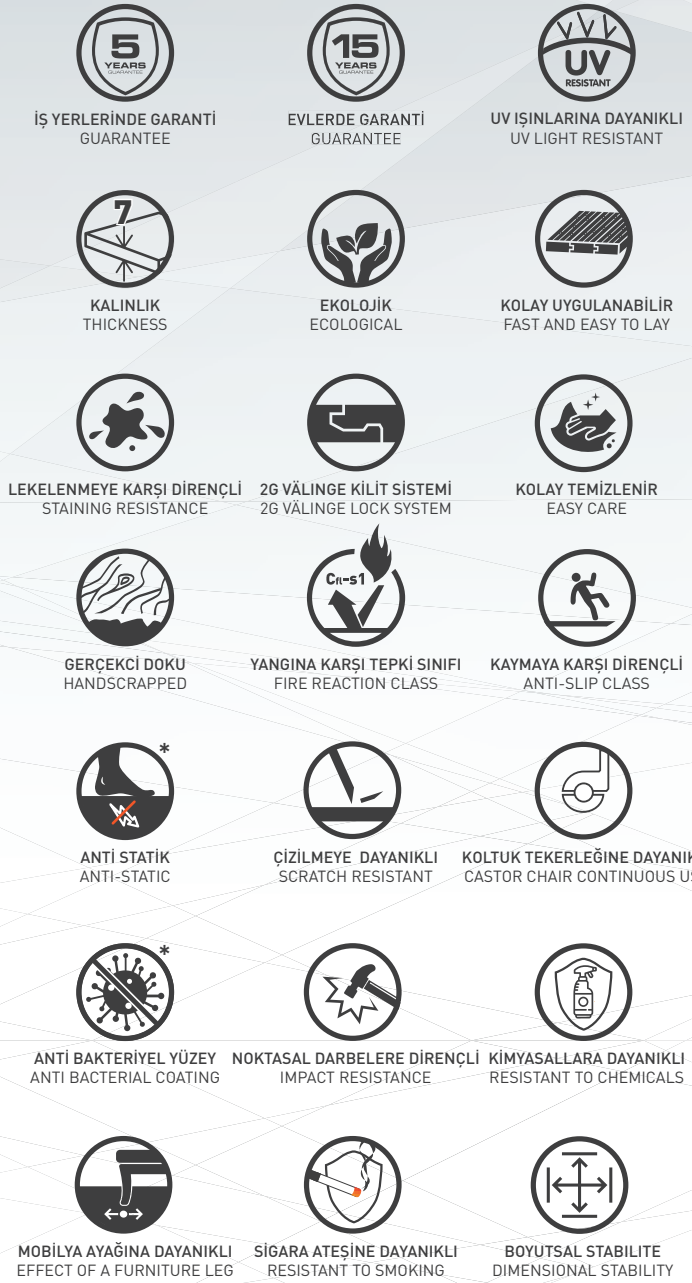 5
YEARS
GUARANTEE
İŞ YERLERİNDE GARANTİ
GUARANTEE
15
YEARS
GUARANTEE
EVLERDE GARANTİ
GUARANTEE
UV
RESISTANT
UV IŞINLARINA DAYANIKLI
UV LIGHT RESISTANT
7
KALINLIK
THICKNESS
EKOLOJİK
ECOLOGICAL
KOLAY UYGULANABİLİR
FAST AND EASY TO LAY
LEKELENMEYE KARŞI DİRENÇLİ
STAINING RESISTANCE
2G VÄLINGE KİLİT SİSTEMİ
2G VÄLINGE LOCK SYSTEM
KOLAY TEMİZLENİR
EASY CARE
GERÇEKCİ DOKU
HANDSCRAPPED
Cfl-s1
YANGINA KARŞI TEPKİ SINIFI
FIRE REACTION CLASS
KAYMAYA KARŞI DİRENÇLİ
ANTI-SLIP CLASS
*
ANTİ STATİK
ANTI-STATIC
ÇİZİLMEYE DAYANIKLI
SCRATCH RESISTANT
KOLTUK TEKERLEĞİNE DAYANIK
CASTOR CHAIR CONTINUOUS US
*
ANTİ BAKTERİYEL YÜZEY
ANTI BACTERIAL COATING
NOKTASAL DARBELERE DİRENÇLİ
IMPACT RESISTANCE
KİMYASALLARA DAYANIKLI
RESISTANT TO CHEMICALS
MOBİLYA AYAĞINA DAYANIKLI
EFFECT OF A FURNITURE LEG
SİGARA ATEŞİNE DAYANIKLI
RESISTANT TO SMOKING
BOYUTSAL STABILITE
DIMENSIONAL STABILITY